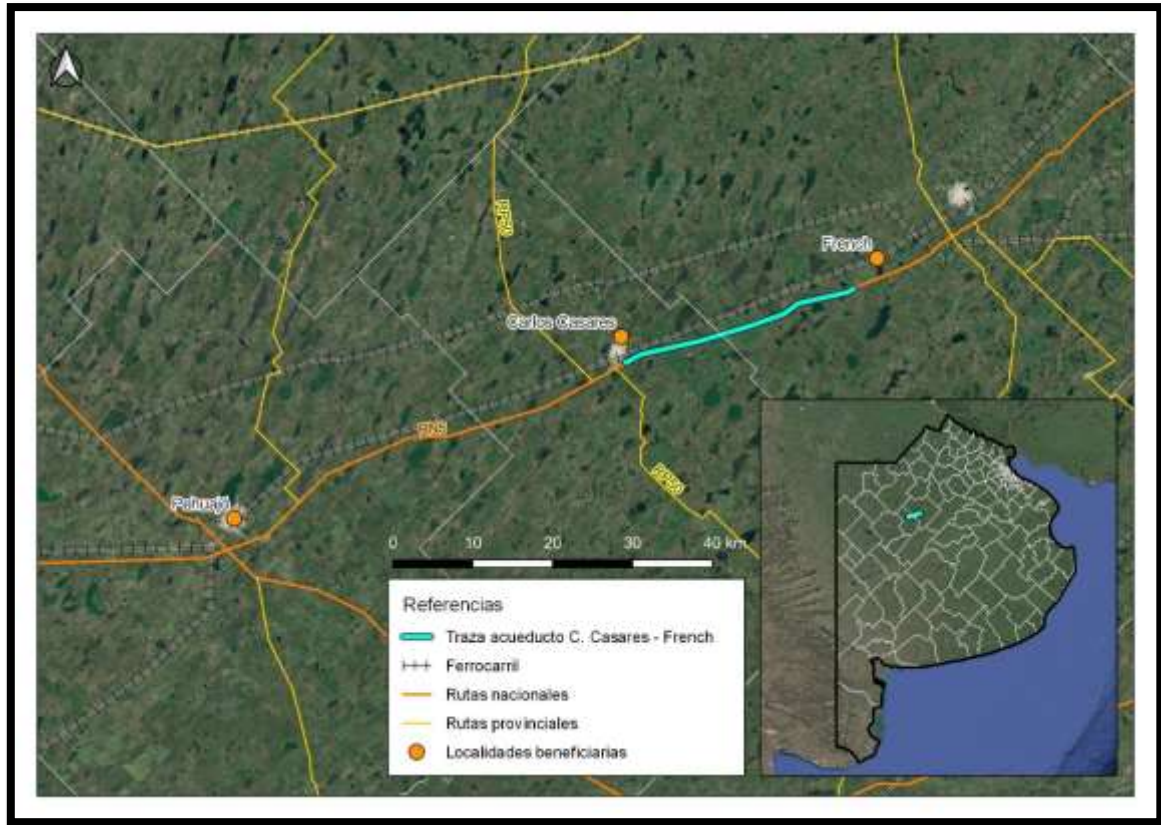 French
RP50
Carlos Casares
RN5
RP50
Pehuajó
0 10 20 30 40 km
Referencias
Traza acueducto C. Casares - French
Ferrocarril
Rutas nacionales
Rutas provinciales
Localidades beneficiarias